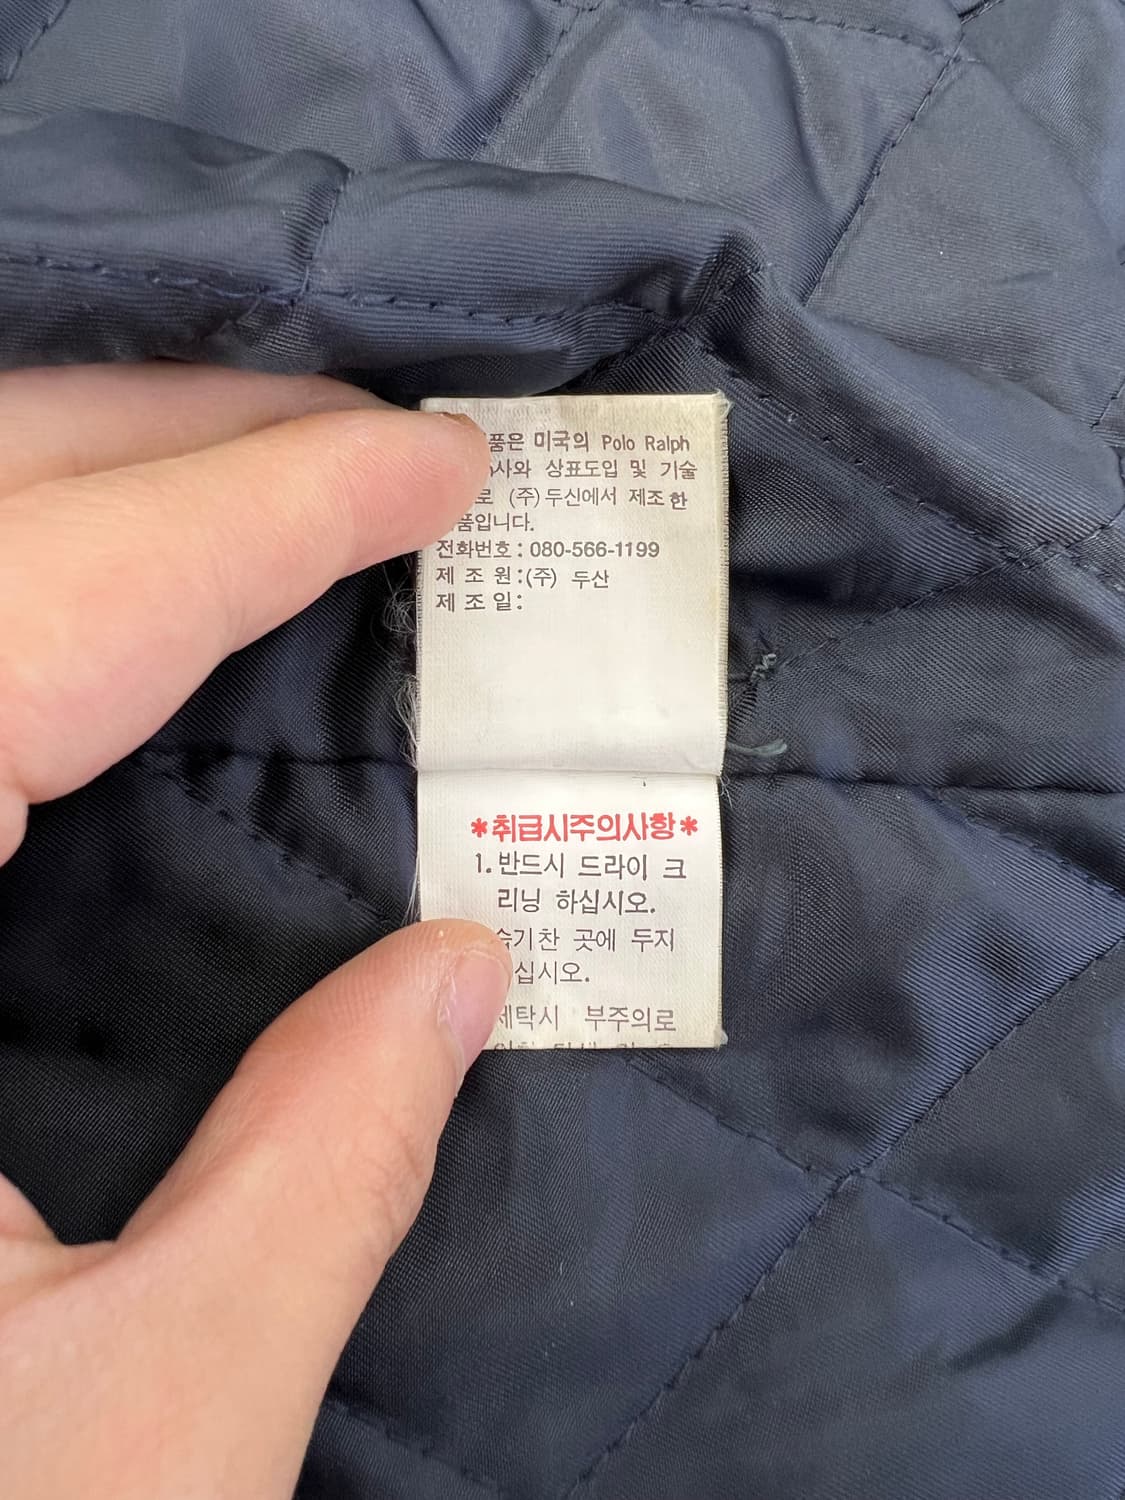 품은 미국의 Polo Ralph
사와 상표도입 및 기술
로 (주)두신에서 제조한
품입니다.
전화번호: 080-566-1199
제 조 원:(주) 두산
제 조 일:
*취급시주의사항*
1. 반드시 드라이 크
리닝 하십시오.
습기찬 곳에 두지
십시오.
세탁시 부주의로